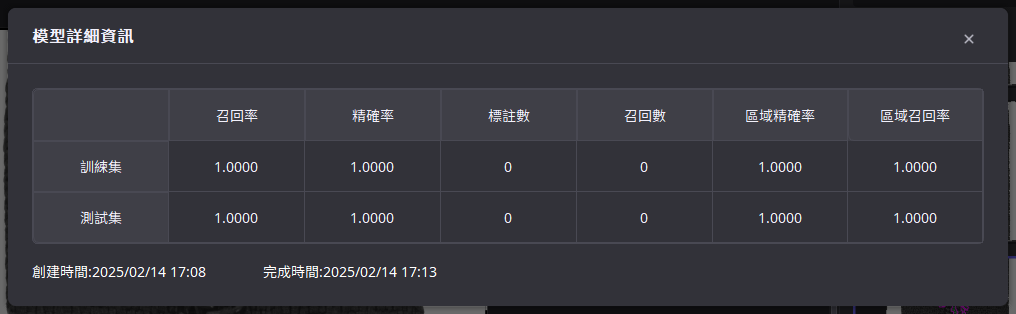 模型詳細資訊
×
召回率 精確率 標註數 召回數 區域精確率 區域召回率
訓練集 1.0000 1.0000 0 0 1.0000 1.0000
測試集 1.0000 1.0000 0 0 1.0000 1.0000
創建時間:2025/02/14 17:08 完成時間:2025/02/14 17:13